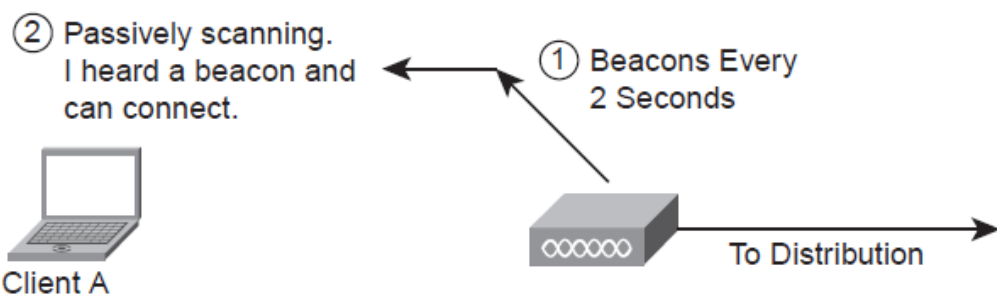 2 Passively scanning.
I heard a beacon and
can connect.
1 Beacons Every
2 Seconds
To Distribution
Client A